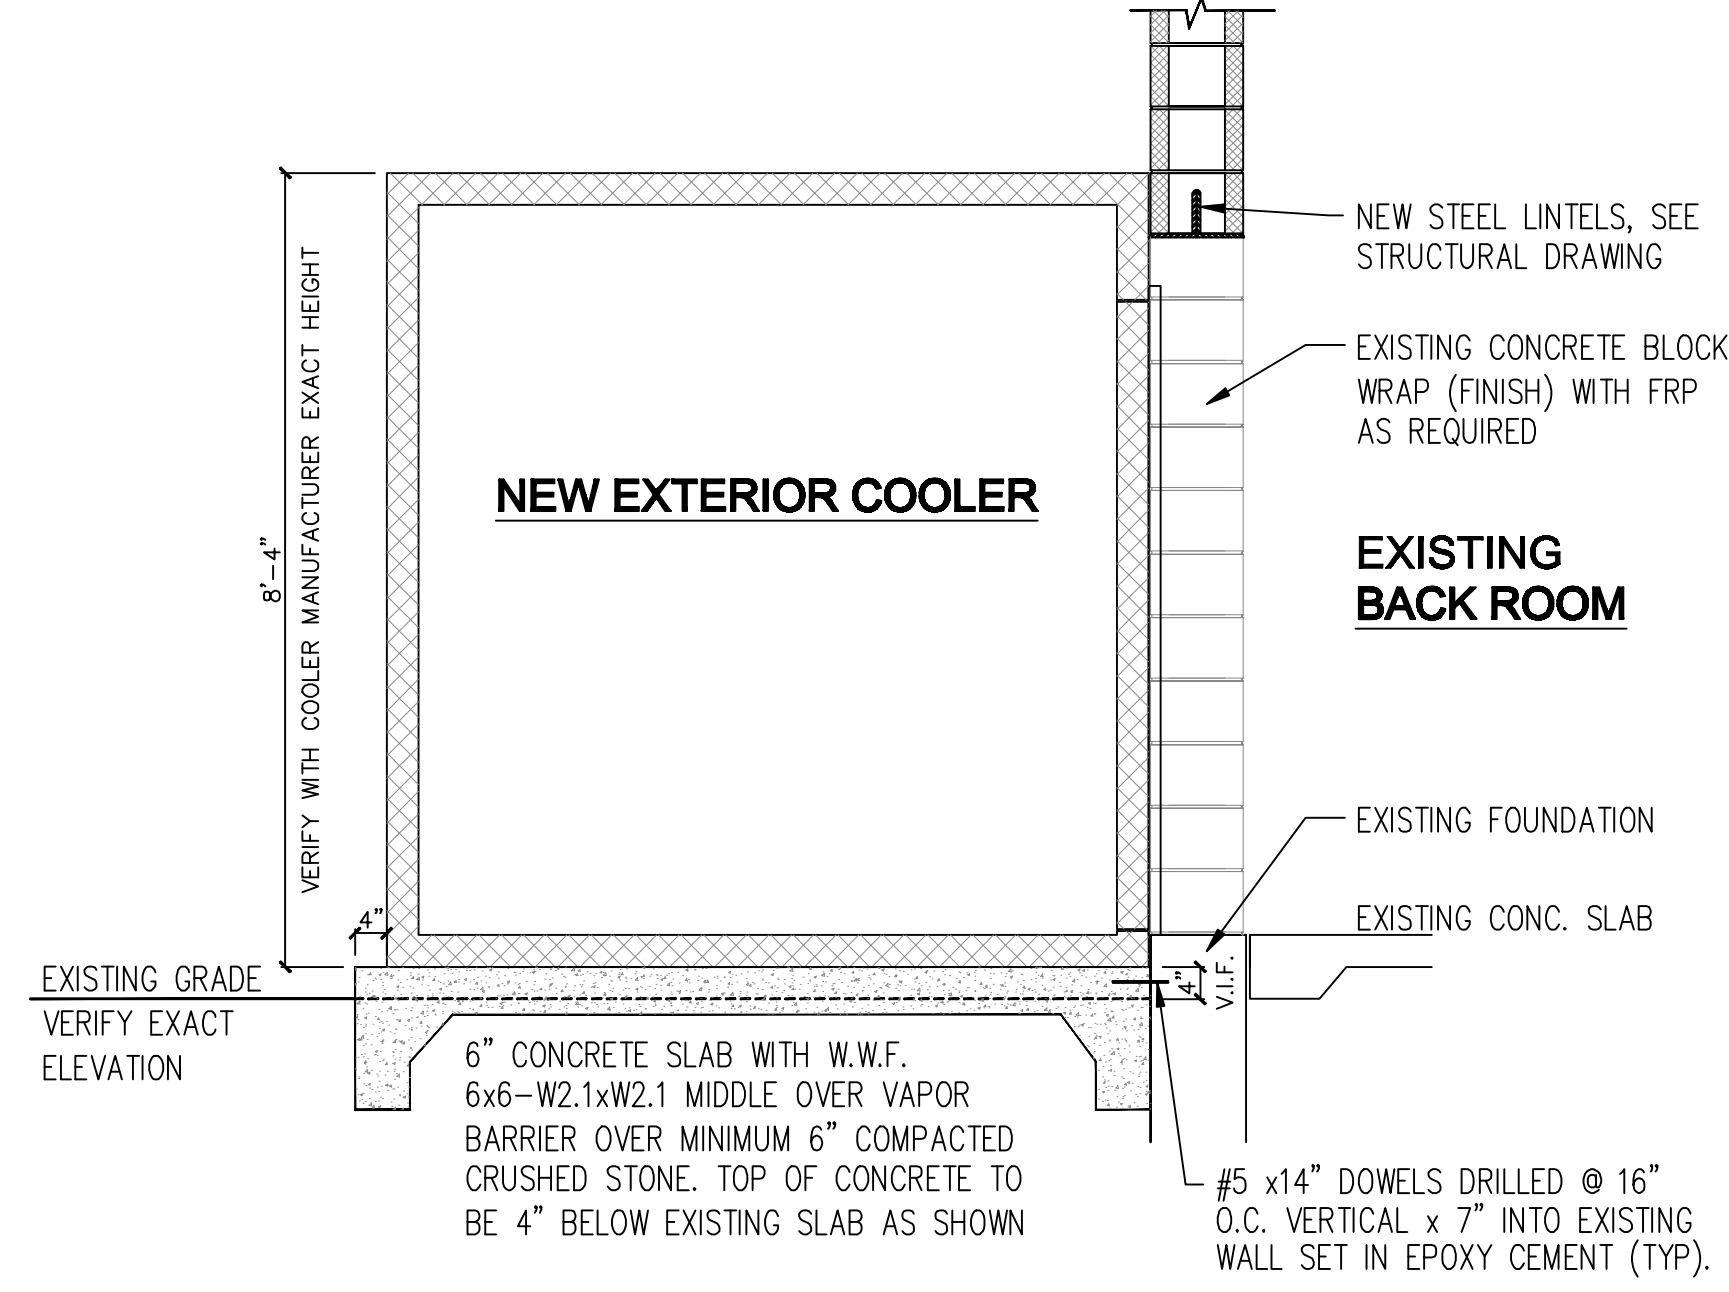 NEW STEEL LINTELS, SEE
STRUCTURAL DRAWING
EXISTING CONCRETE BLOCK
WRAP (FINISH) WITH FRP
AS REQUIRED
8'-4"
VERIFY WITH COOLER MANUFACTURER EXACT HEIGHT
NEW EXTERIOR COOLER
EXISTING
BACK ROOM
EXISTING FOUNDATION
4"
EXISTING CONC. SLAB
EXISTING GRADE
VERIFY EXACT
ELEVATION
4"
V.I.F.
6" CONCRETE SLAB WITH W.W.F.
6x6-W2.1xW2.1 MIDDLE OVER VAPOR
BARRIER OVER MINIMUM 6" COMPACTED
CRUSHED STONE. TOP OF CONCRETE TO
BE 4" BELOW EXISTING SLAB AS SHOWN
#5 x14" DOWELS DRILLED @ 16"
O.C. VERTICAL x 7" INTO EXISTING
WALL SET IN EPOXY CEMENT (TYP).